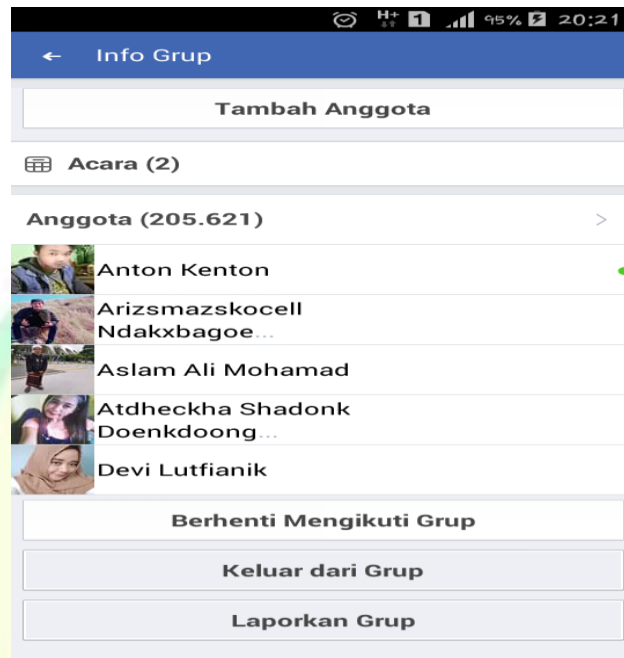 H+ 1 95% 20:21
← Info Grup
Tambah Anggota
Acara (2)
Anggota (205.621) >
Anton Kenton
Arizsmazskocell
Ndakxbagoe...
Aslam Ali Mohamad
Atdheckha Shadonk
Doenkdoong...
Devi Lutfianik
Berhenti Mengikuti Grup
Keluar dari Grup
Laporkan Grup